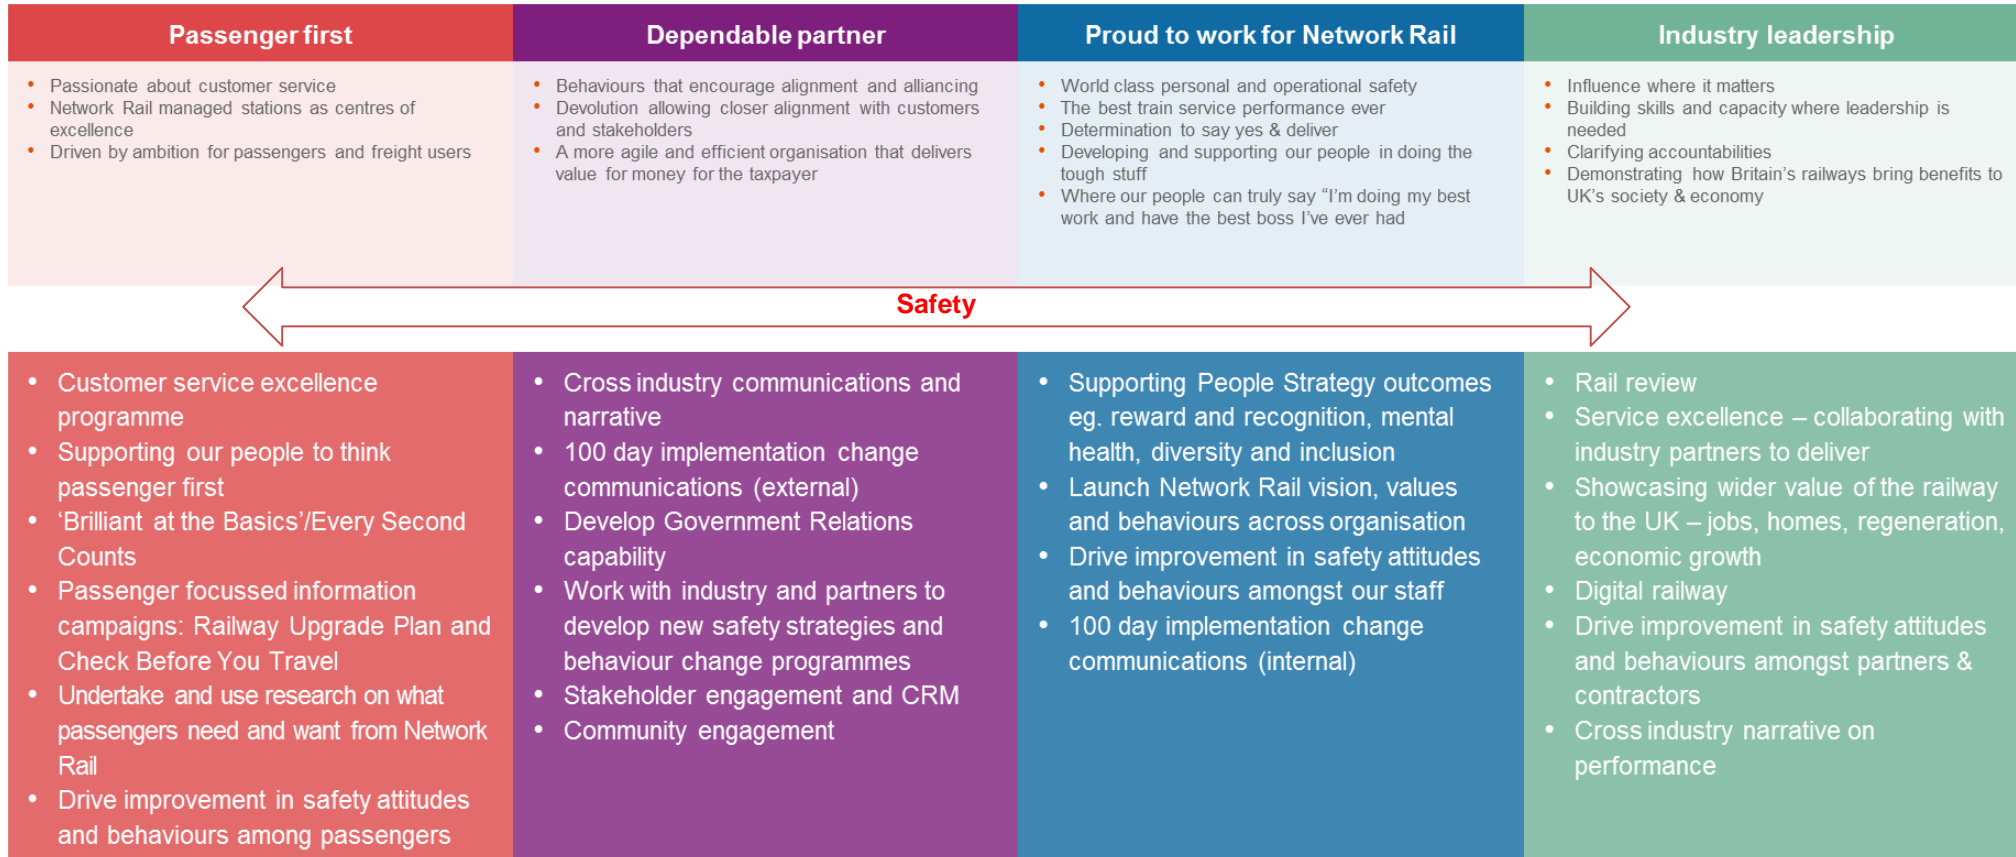 Passenger first
• Passionate about customer service
• Network Rail managed stations as centres of
excellence
• Driven by ambition for passengers and freight users
Dependable partner
• Behaviours that encourage alignment and alliancing
• Devolution allowing closer alignment with customers
and stakeholders
• A more agile and efficient organisation that delivers
value for money for the taxpayer
Proud to work for Network Rail
• World class personal and operational safety
• The best train service performance ever
• Determination to say yes & deliver
• Developing and supporting our people in doing the
tough stuff
• Where our people can truly say “I’m doing my best
work and have the best boss I’ve ever had
Industry leadership
• Influence where it matters
• Building skills and capacity where leadership is
needed
• Clarifying accountabilities
• Demonstrating how Britain’s railways bring benefits to
UK’s society & economy
Safety
• Customer service excellence
programme
• Supporting our people to think
passenger first
• ‘Brilliant at the Basics’/Every Second
Counts
• Passenger focussed information
campaigns: Railway Upgrade Plan and
Check Before You Travel
• Undertake and use research on what
passengers need and want from Network
Rail
• Drive improvement in safety attitudes
and behaviours among passengers
• Cross industry communications and
narrative
• 100 day implementation change
communications (external)
• Develop Government Relations
capability
• Work with industry and partners to
develop new safety strategies and
behaviour change programmes
• Stakeholder engagement and CRM
• Community engagement
• Supporting People Strategy outcomes
eg. reward and recognition, mental
health, diversity and inclusion
• Launch Network Rail vision, values
and behaviours across organisation
• Drive improvement in safety attitudes
and behaviours amongst our staff
• 100 day implementation change
communications (internal)
• Rail review
• Service excellence – collaborating with
industry partners to deliver
• Showcasing wider value of the railway
to the UK – jobs, homes, regeneration,
economic growth
• Digital railway
• Drive improvement in safety attitudes
and behaviours amongst partners &
contractors
• Cross industry narrative on
performance